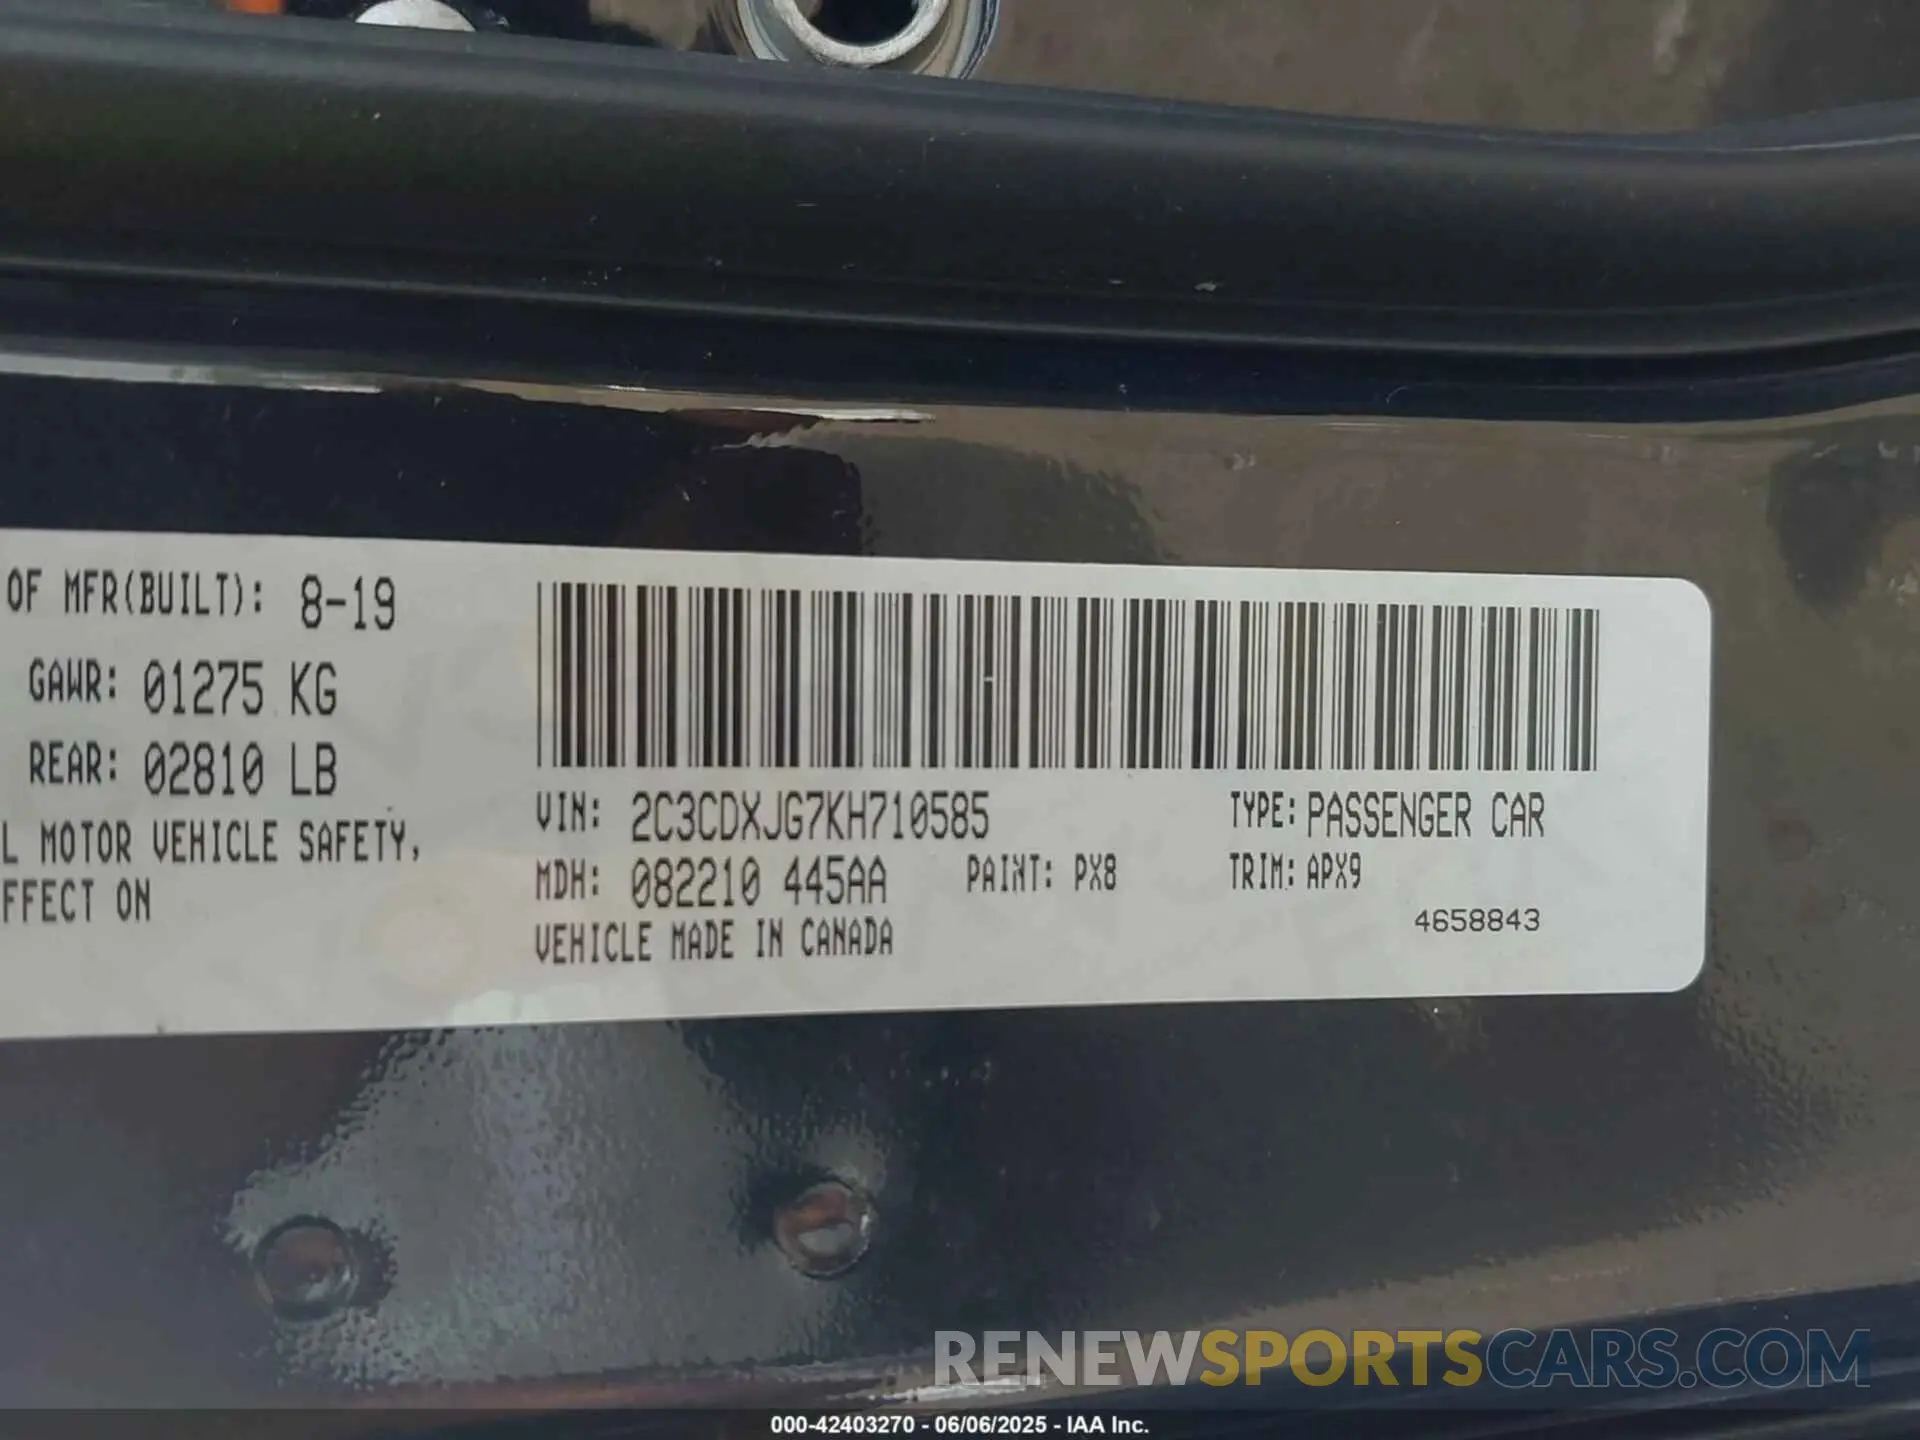 OF MFR(BUILT): 8-19
GAWR: 01275 KG
REAR: 02810 LB
L MOTOR VEHICLE SAFETY,
FFECT ON
VIN: 2C3CDXJG7KH710585 TYPE: PASSENGER CAR
MDH: 082210 445AA PAINT: PX8 TRIM: APX9
VEHICLE MADE IN CANADA 4658843
RENEWSPORTSCARS.COM
000-42403270 - 06/06/2025 - IAA Inc.